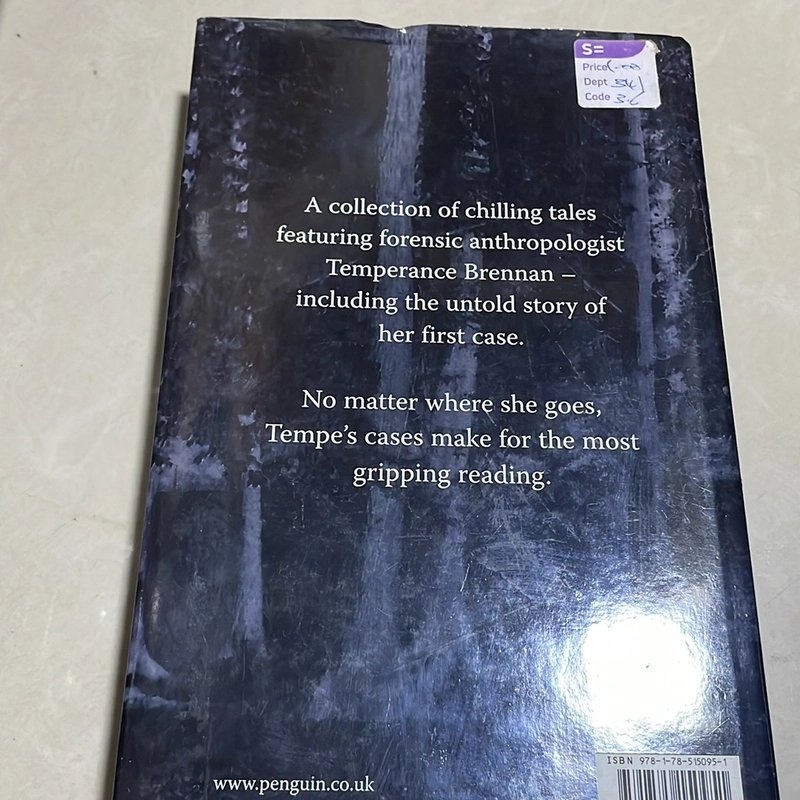 S=
Price
Dept
Code
A collection of chilling tales
featuring forensic anthropologist
Temperance Brennan –
including the untold story of
her first case.
No matter where she goes,
Tempe's cases make for the most
gripping reading.
www.penguin.co.uk
ISBN 978-1-78-515095-1